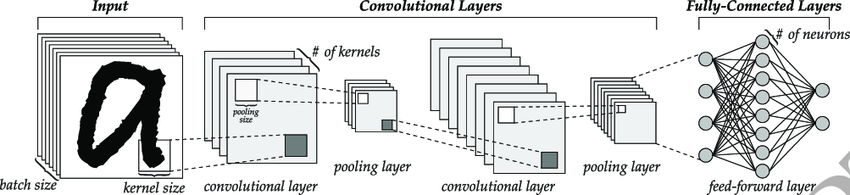 Input
Convolutional Layers
Fully-Connected Layers
# of kernels
# of neurons
pooling
size
batch size
kernel size
convolutional layer
pooling layer
convolutional layer
pooling layer
feed-forward layer